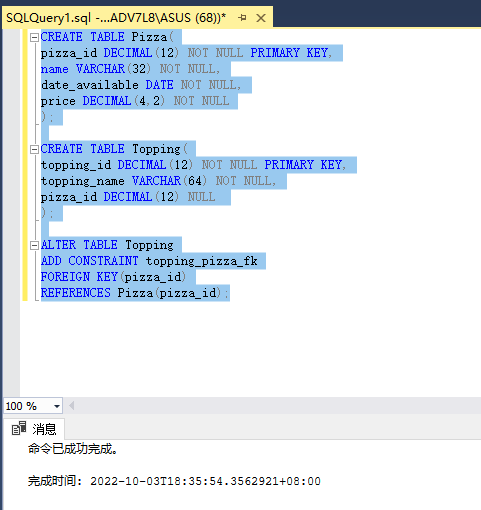 SQLQuery1.sql -...ADV7L8\ASUS (68))*
CREATE TABLE Pizza(
pizza_id DECIMAL(12) NOT NULL PRIMARY KEY,
name VARCHAR(32) NOT NULL,
date_available DATE NOT NULL,
price DECIMAL(4,2) NOT NULL
);
CREATE TABLE Topping(
topping_id DECIMAL(12) NOT NULL PRIMARY KEY,
topping_name VARCHAR(64) NOT NULL,
pizza_id DECIMAL(12) NULL
);
ALTER TABLE Topping
ADD CONSTRAINT topping_pizza_fk
FOREIGN KEY(pizza_id)
REFERENCES Pizza(pizza_id);
100 %
消息
命令已成功完成。
完成时间: 2022-10-03T18:35:54.3562921+08:00